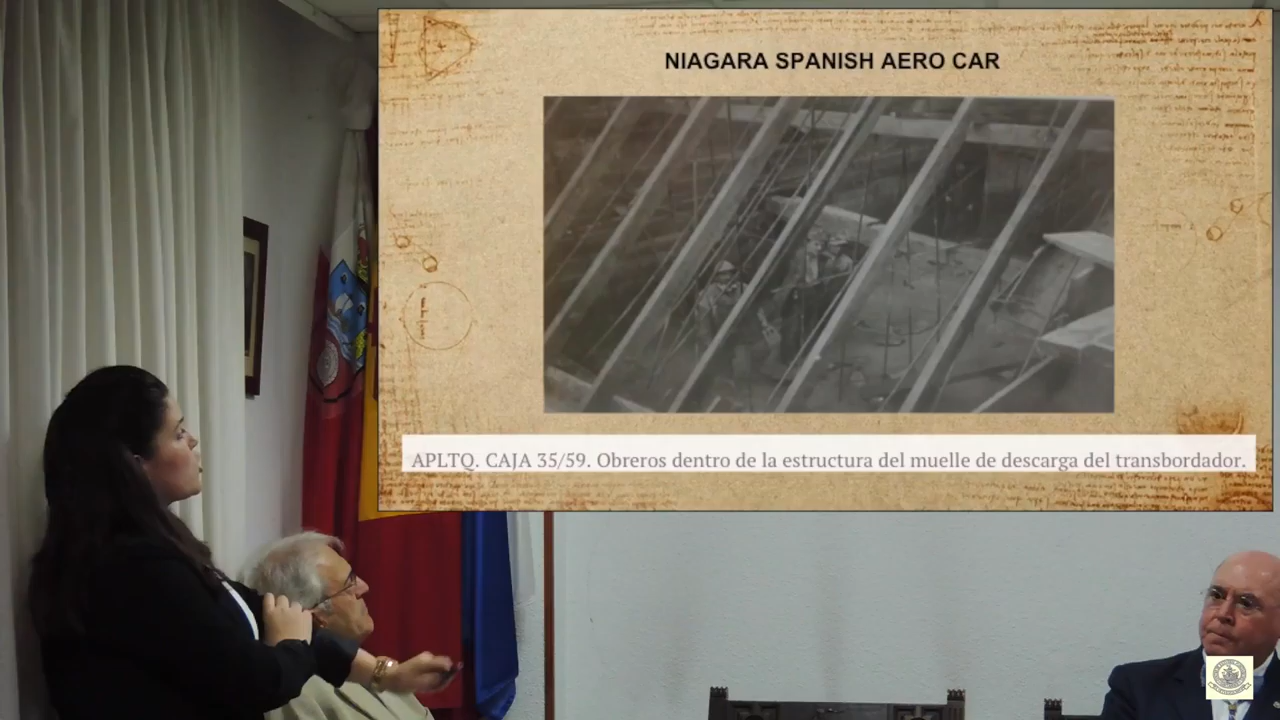 NIAGARA SPANISH AERO CAR
APLTQ. CAJA 35/59. Obreros dentro de la estructura del muelle de descarga del transbordador.